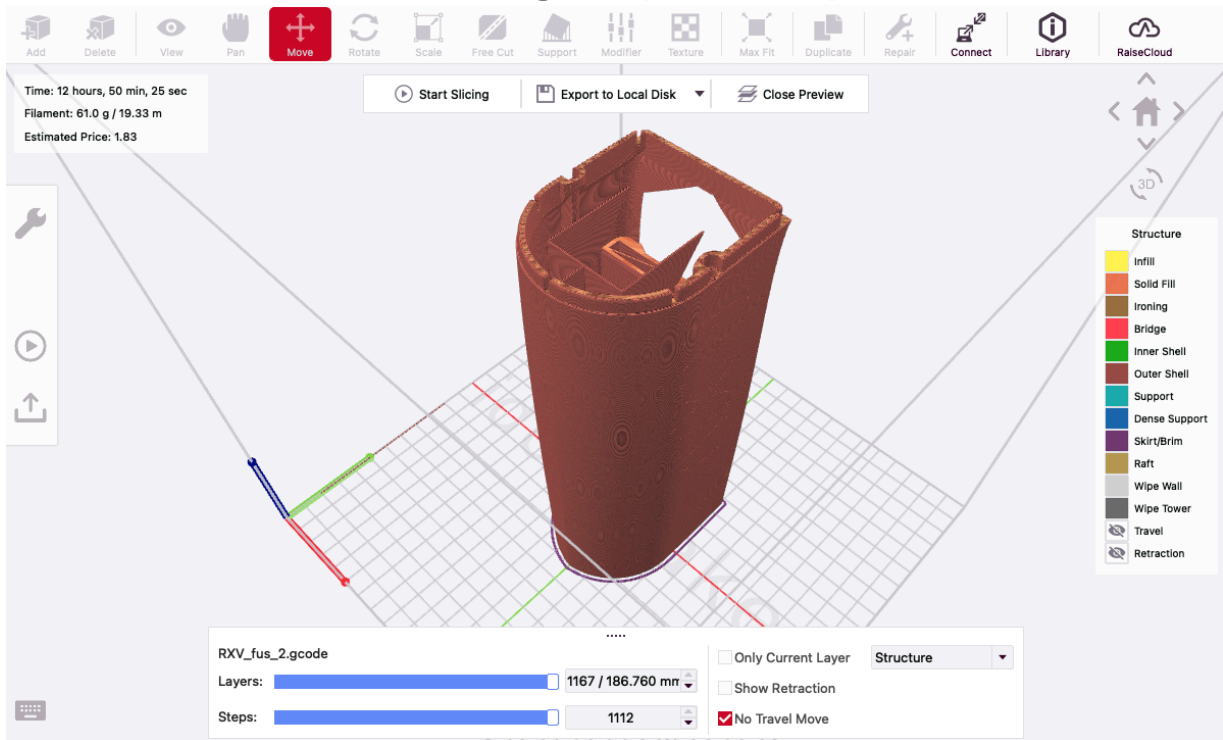 Add
Delete
View
Pan
Move
Rotate
Scale
Free Cut
Support
Modifier
Texture
Max Fit
Duplicate
Repair
Connect
Library
RaiseCloud
Time: 12 hours, 50 min, 25 sec
Filament: 61.0 g / 19.33 m
Estimated Price: 1.83
Start Slicing
Export to Local Disk
Close Preview
3D
Structure
Infill
Solid Fill
Ironing
Bridge
Inner Shell
Outer Shell
Support
Dense Support
Skirt/Brim
Raft
Wipe Wall
Wipe Tower
Travel
Retraction
RXV_fus_2.gcode
Layers:
1167 / 186.760 mm
Steps:
1112
Only Current Layer
Structure
Show Retraction
No Travel Move